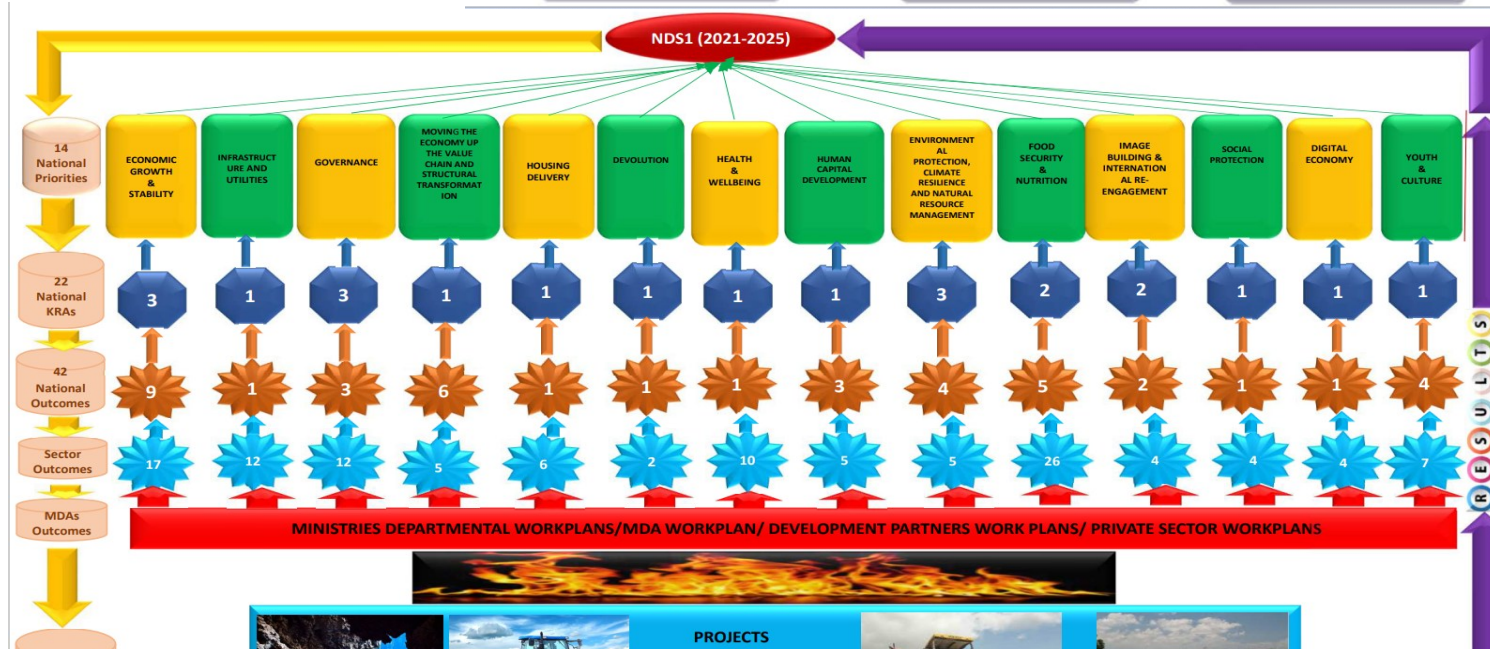 NDS1 (2021-2025)
14
National
Priorities
ECONOMIC
GROWTH
&
STABILITY
INFRASTRUCT
URE AND
UTILITIES
GOVERNANCE
MOVING THE
ECONOMY UP
THE VALUE
CHAIN AND
STRUCTURAL
TRANSFORMAT
ION
HOUSING
DELIVERY
DEVOLUTION
HEALTH
&
WELLBEING
HUMAN
CAPITAL
DEVELOPMENT
ENVIRONMENT
AL
PROTECTION,
CLIMATE
RESILIENCE
AND NATURAL
RESOURCE
MANAGEMENT
FOOD
SECURITY
&
NUTRITION
IMAGE
BUILDING &
INTERNATION
AL RE-
ENGAGEMENT
SOCIAL
PROTECTION
DIGITAL
ECONOMY
YOUTH
&
CULTURE
22
National
KRAs
3 1 3 1 1 1 1 1 3 2 2 1 1 1
42
National
Outcomes
9 1 3 6 1 1 1 3 4 5 2 1 1 4
Sector
Outcomes
17 12 12 5 6 2 10 5 5 26 4 4 4 7
MDAs
Outcomes
MINISTRIES DEPARTMENTAL WORKPLANS/MDA WORKPLAN/ DEVELOPMENT PARTNERS WORK PLANS/ PRIVATE SECTOR WORKPLANS
RESULTS
PROJECTS